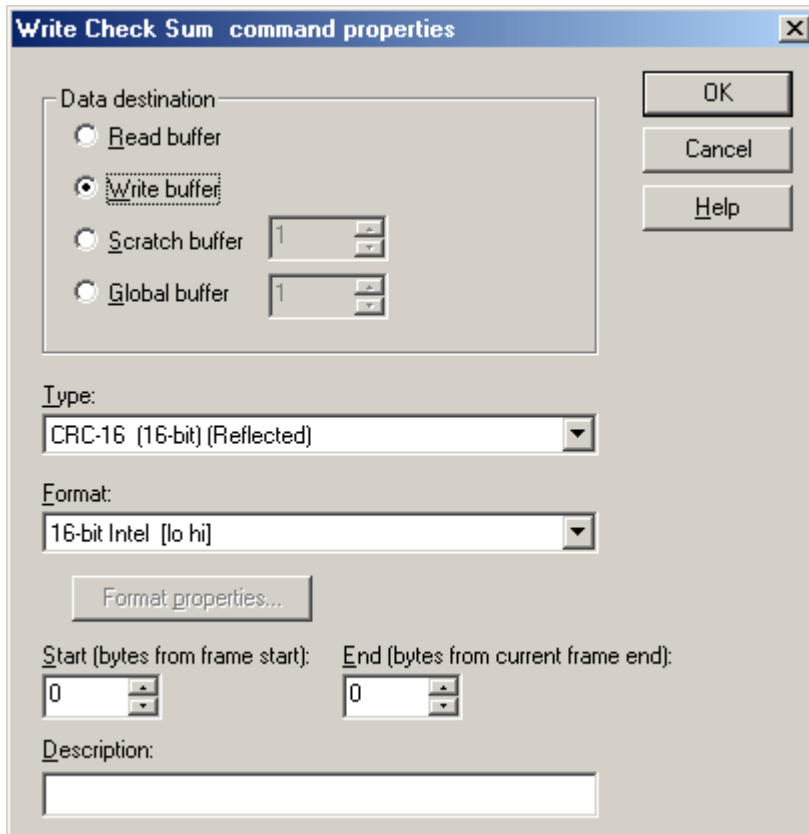 Write Check Sum command properties
Data destination
Read buffer
Write buffer
Scratch buffer 1
Global buffer 1
OK
Cancel
Help
Type:
CRC-16 (16-bit) (Reflected)
Format:
16-bit Intel [lo hi]
Format properties...
Start (bytes from frame start): End (bytes from current frame end):
0 0
Description: